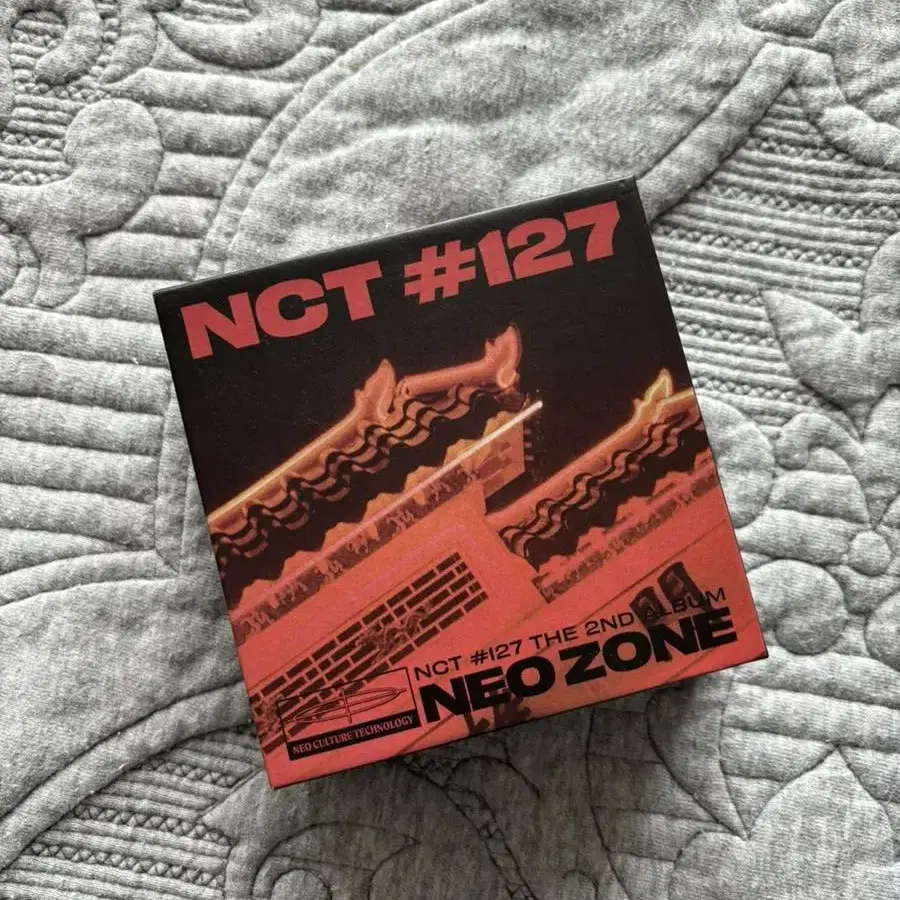 NCT #127
NCT #127 THE 2ND ALBUM
NEO ZONE
NEO CULTURE TECHNOLOGY